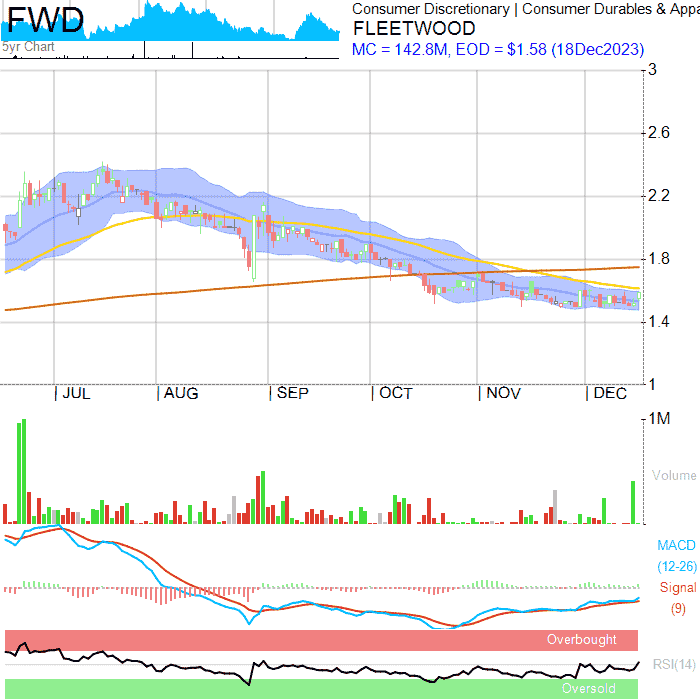 FWD
5yr Chart
Consumer Discretionary | Consumer Durables & Appa
FLEETWOOD
MC = 142.8M, EOD = $1.58 (18Dec2023)
3
2.6
2.2
1.8
1.4
1
JUL AUG SEP OCT NOV DEC
1M
Volume
MACD
(12-26)
Signal
(9)
Overbought
RSI(14)
Oversold